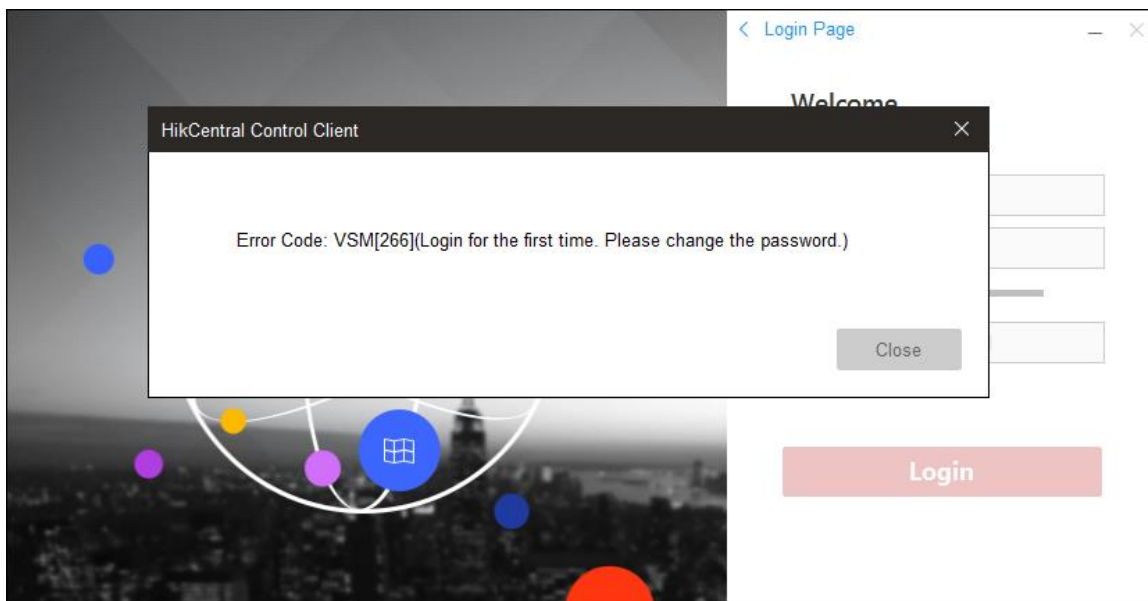 Login Page
Welcome
HikCentral Control Client
Error Code: VSM[266](Login for the first time. Please change the password.)
Close
Login